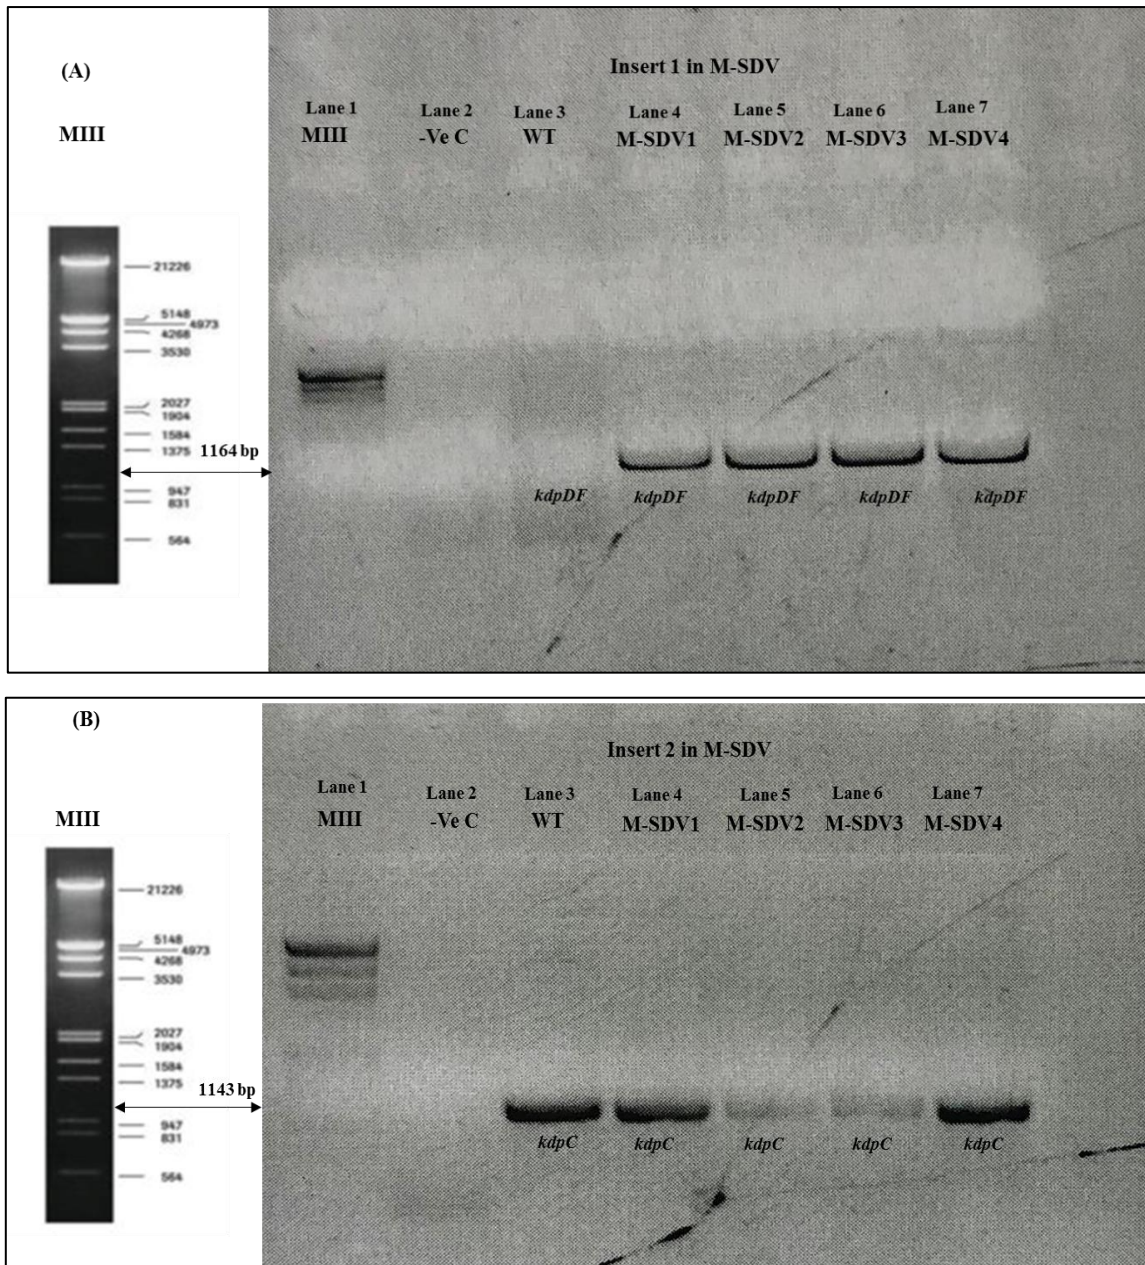 (A)
Insert 1 in M-SDV
Lane 1 Lane 2 Lane 3 Lane 4 Lane 5 Lane 6 Lane 7
MIII MIII -Ve C WT M-SDV1 M-SDV2 M-SDV3 M-SDV4
21226
5148
4973
4268
3530
2027
1904
1584
1375
1164 bp
947
831
564
kdpDF kdpDF kdpDF kdpDF kdpDF
(B)
Insert 2 in M-SDV
Lane 1 Lane 2 Lane 3 Lane 4 Lane 5 Lane 6 Lane 7
MIII MIII -Ve C WT M-SDV1 M-SDV2 M-SDV3 M-SDV4
21226
5148
4973
4268
3530
2027
1904
1584
1375
1143 bp
947
831
564
kdpC kdpC kdpC kdpC kdpC